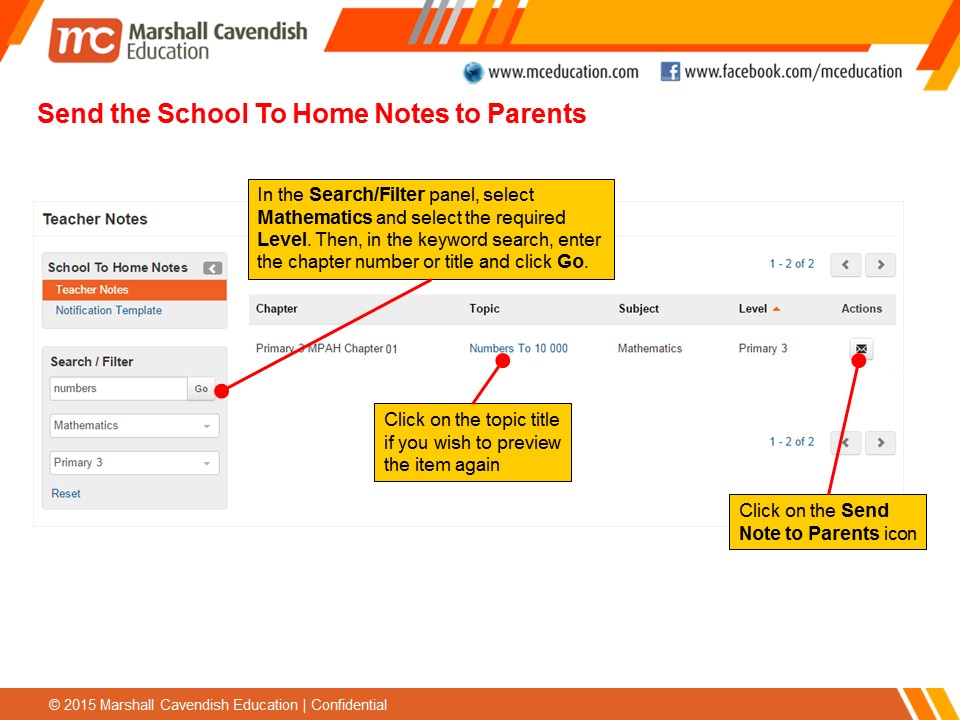 mc Marshall Cavendish
Education
www.mceducation.com
www.facebook.com/mceducation
Send the School To Home Notes to Parents
In the Search/Filter panel, select
Mathematics and select the required
Level. Then, in the keyword search, enter
the chapter number or title and click Go.
Teacher Notes
School To Home Notes
Teacher Notes
Notification Template
Search / Filter
numbers Go
Mathematics
Primary 3
Reset
1 - 2 of 2
Chapter Topic Subject Level Actions
Primary 3 MPAH Chapter 01 Numbers To 10 000 Mathematics Primary 3
Click on the topic title
if you wish to preview
the item again
1 - 2 of 2
Click on the Send
Note to Parents icon
© 2015 Marshall Cavendish Education | Confidential